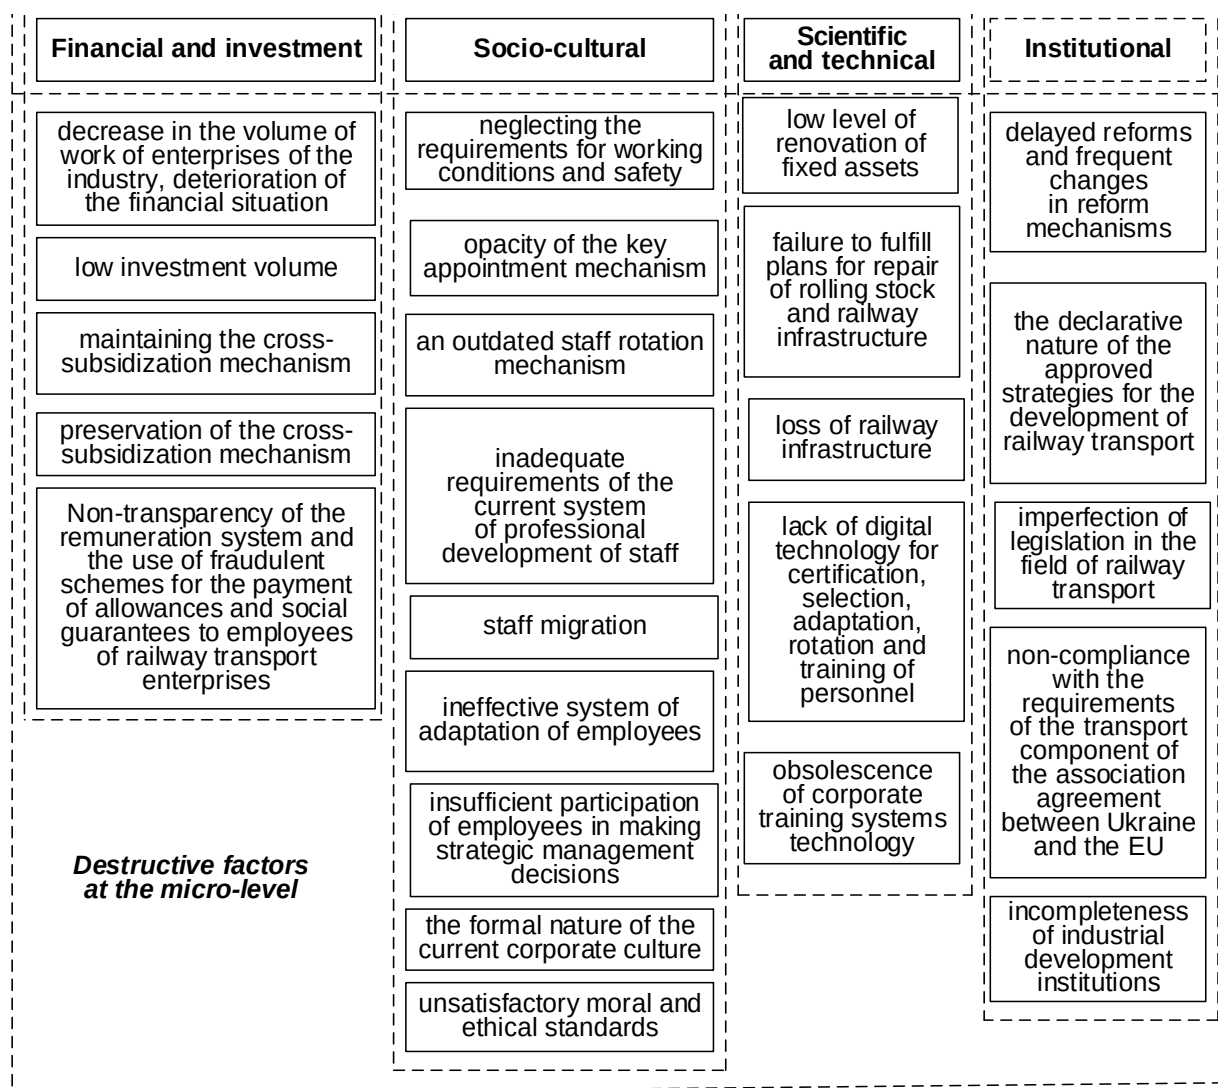 Financial and investment
decrease in the volume of
work of enterprises of the
industry, deterioration of
the financial situation
low investment volume
maintaining the cross-
subsidization mechanism
preservation of the cross-
subsidization mechanism
Non-transparency of the
remuneration system and
the use of fraudulent
schemes for the payment
of allowances and social
guarantees to employees
of railway transport
enterprises
Destructive factors
at the micro-level
Socio-cultural
neglecting the
requirements for working
conditions and safety
opacity of the key
appointment mechanism
an outdated staff rotation
mechanism
inadequate
requirements of the
current system
of professional
development of staff
staff migration
ineffective system of
adaptation of employees
insufficient participation
of employees in making
strategic management
decisions
the formal nature of the
current corporate culture
unsatisfactory moral and
ethical standards
Scientific
and technical
low level of
renovation of
fixed assets
failure to fulfill
plans for repair
of rolling stock
and railway
infrastructure
loss of railway
infrastructure
lack of digital
technology for
certification,
selection,
adaptation,
rotation and
training of
personnel
obsolescence
of corporate
training systems
technology
Institutional
delayed reforms
and frequent
changes
in reform
mechanisms
the declarative
nature of the
approved
strategies for the
development of
railway transport
imperfection of
legislation in the
field of railway
transport
non-compliance
with the
requirements
of the transport
component of
the association
agreement
between Ukraine
and the EU
incompleteness
of industrial
development
institutions